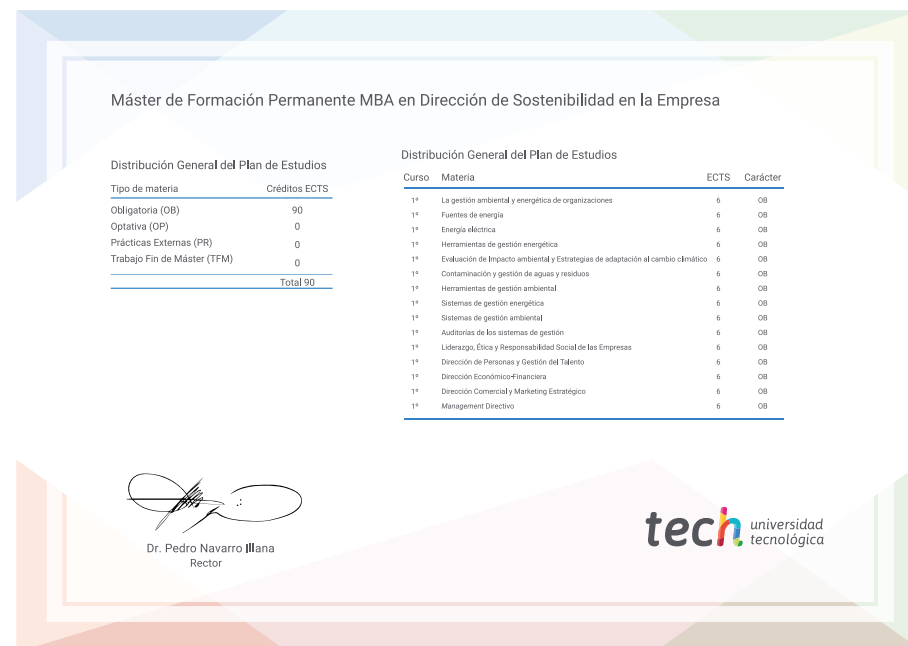 Máster de Formación Permanente MBA en Dirección de Sostenibilidad en la Empresa
Distribución General del Plan de Estudios
Tipo de materia Créditos ECTS
Obligatoria (OB) 90
Optativa (OP) 0
Prácticas Externas (PR) 0
Trabajo Fin de Máster (TFM) 0
Total 90
Distribución General del Plan de Estudios
Curso Materia ECTS Carácter
1º La gestión ambiental y energética de organizaciones 6 OB
1º Fuentes de energía 6 OB
1º Energía eléctrica 6 OB
1º Herramientas de gestión energética 6 OB
1º Evaluación de Impacto ambiental y Estrategias de adaptación al cambio climático 6 OB
1º Contaminación y gestión de aguas y residuos 6 OB
1º Herramientas de gestión ambiental 6 OB
1º Sistemas de gestión energética 6 OB
1º Sistemas de gestión ambiental 6 OB
1º Auditorías de los sistemas de gestión 6 OB
1º Liderazgo, Ética y Responsabilidad Social de las Empresas 6 OB
1º Dirección de Personas y Gestión del Talento 6 OB
1º Dirección Económico-Financiera 6 OB
1º Dirección Comercial y Marketing Estratégico 6 OB
1º Management Directivo 6 OB
Dr. Pedro Navarro Illana
Rector
tech universidad
tecnológica